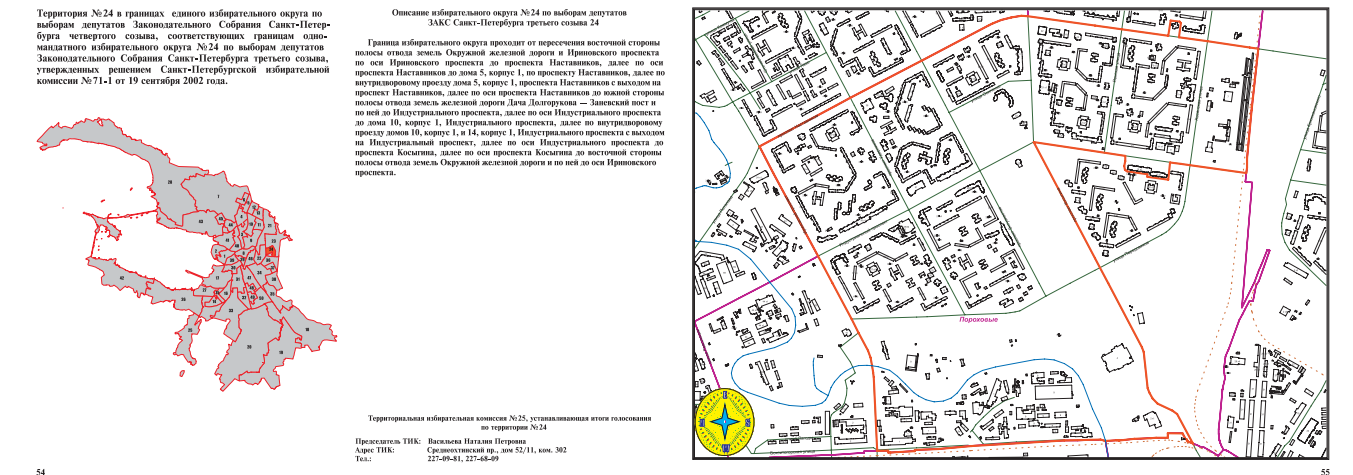 Территория №24 в границах единого избирательного округа по
выборам депутатов Законодательного Собрания Санкт-Петер-
бурга четвертого созыва, соответствующих границам одно-
мандатного избирательного округа №24 по выборам депутатов
Законодательного Собрания Санкт-Петербурга третьего созыва,
утвержденных решением Санкт-Петербургской избирательной
комиссии №71-1 от 19 сентября 2002 года.
54
Описание избирательного округа №24 по выборам депутатов
ЗАКС Санкт-Петербурга третьего созыва 24
Граница избирательного округа проходит от пересечения восточной стороны
полосы отвода земель Окружной железной дороги и Ириновского проспекта
по оси Ириновского проспекта до проспекта Наставников, далее по оси
проспекта Наставников до дома 5, корпус 1, по проспекту Наставников, далее по
внутридворовому проезду дома 5, корпус 1, проспекта Наставников с выходом на
проспект Наставников, далее по оси проспекта Наставников до южной стороны
полосы отвода земель железной дороги Дача Долгорукова — Заневский пост и
по ней до Индустриального проспекта, далее по оси Индустриального проспекта
до дома 10, корпус 1, Индустриального проспекта, далее по внутридворовому
проезду домов 10, корпус 1, и 14, корпус 1, Индустриального проспекта с выходом
на Индустриальный проспект, далее по оси Индустриального проспекта до
проспекта Косыгина, далее по оси проспекта Косыгина до восточной стороны
полосы отвода земель Окружной железной дороги и по ней до оси Ириновского
проспекта.
Территориальная избирательная комиссия №25, устанавливающая итоги голосования
по территории №24
Председатель ТИК: Васильева Наталия Петровна
Адрес ТИК: Среднеохтинский пр., дом 52/11, ком. 302
Тел.: 227-09-81, 227-68-09
Пороховые
55